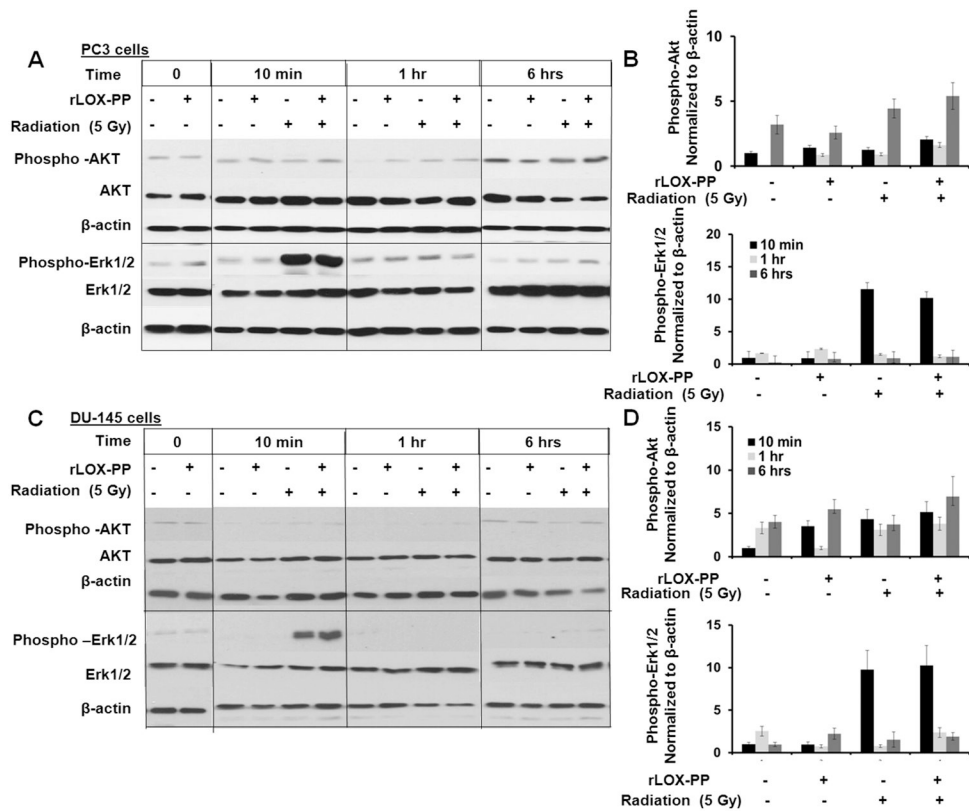 A PC3 cells
Time 0 10 min 1 hr 6 hrs
rLOX-PP - + - + - + - + - + - + - +
Radiation (5 Gy) - - - - + + - - + + - - + +
Phospho -AKT
AKT
β-actin
Phospho-Erk1/2
Erk1/2
β-actin
B
Phospho-Akt
Normalized to β-actin
10
5
0
rLOX-PP - + - +
Radiation (5 Gy) - - + +
Phospho-Erk1/2
Normalized to β-actin
20
15
10
5
0
10 min
1 hr
6 hrs
rLOX-PP - + - +
Radiation (5 Gy) - - + +
C DU-145 cells
Time 0 10 min 1 hr 6 hrs
rLOX-PP - + - + - + - + - + - + - +
Radiation (5 Gy) - - - - + + - - + + - - + +
Phospho -AKT
AKT
β-actin
Phospho –Erk1/2
Erk1/2
β-actin
D
Phospho-Akt
Normalized to β-actin
15
10
5
0
10 min
1 hr
6 hrs
rLOX-PP - + - +
Radiation (5 Gy) - - + +
Phospho-Erk1/2
Normalized to β-actin
15
10
5
0
rLOX-PP - + - +
Radiation (5 Gy) - - + +